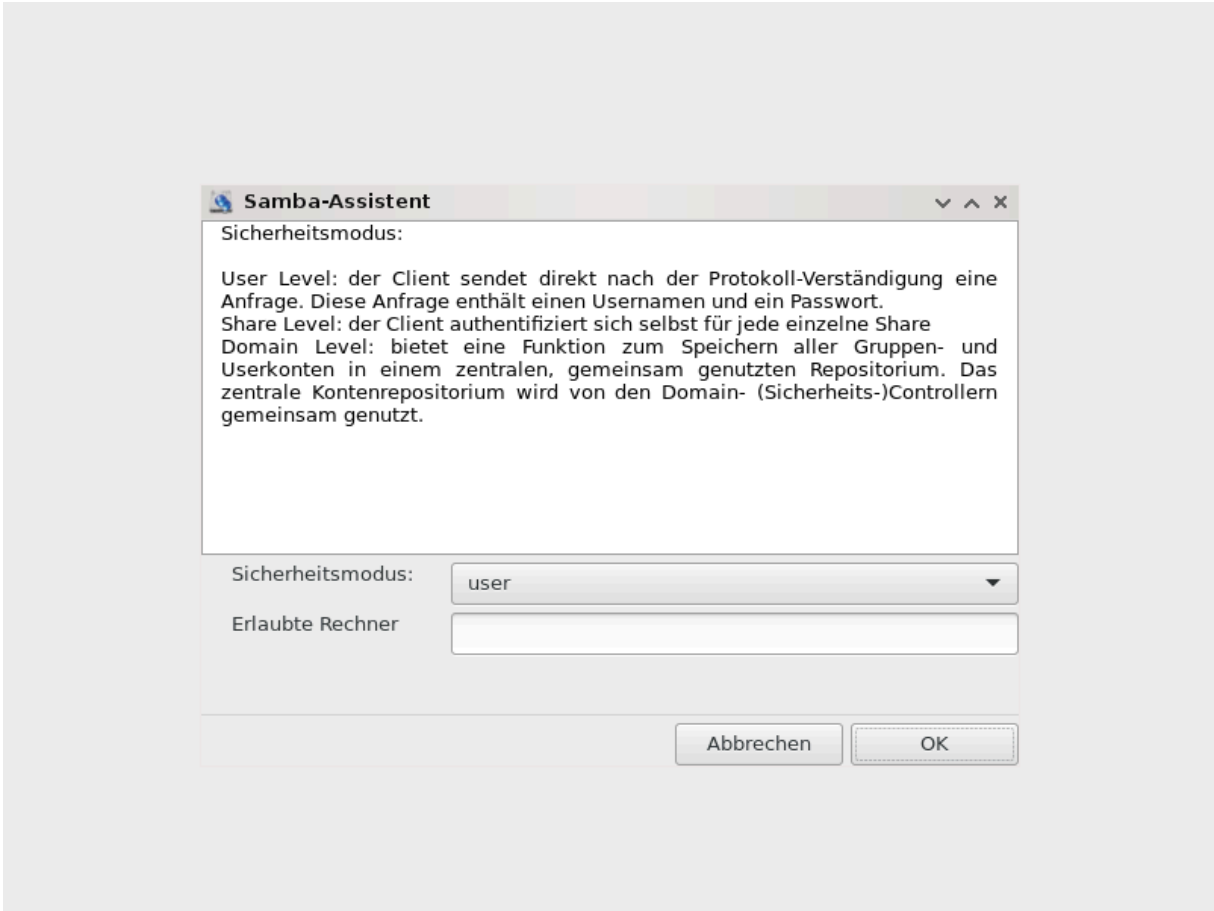 Samba-Assistent
Sicherheitsmodus:
User Level: der Client sendet direkt nach der Protokoll-Verständigung eine
Anfrage. Diese Anfrage enthält einen Usernamen und ein Passwort.
Share Level: der Client authentifiziert sich selbst für jede einzelne Share
Domain Level: bietet eine Funktion zum Speichern aller Gruppen- und
Userkonten in einem zentralen, gemeinsam genutzten Repositorium. Das
zentrale Kontenrepositorium wird von den Domain- (Sicherheits-)Controllern
gemeinsam genutzt.
Sicherheitsmodus:
user
Erlaubte Rechner
Abbrechen
OK